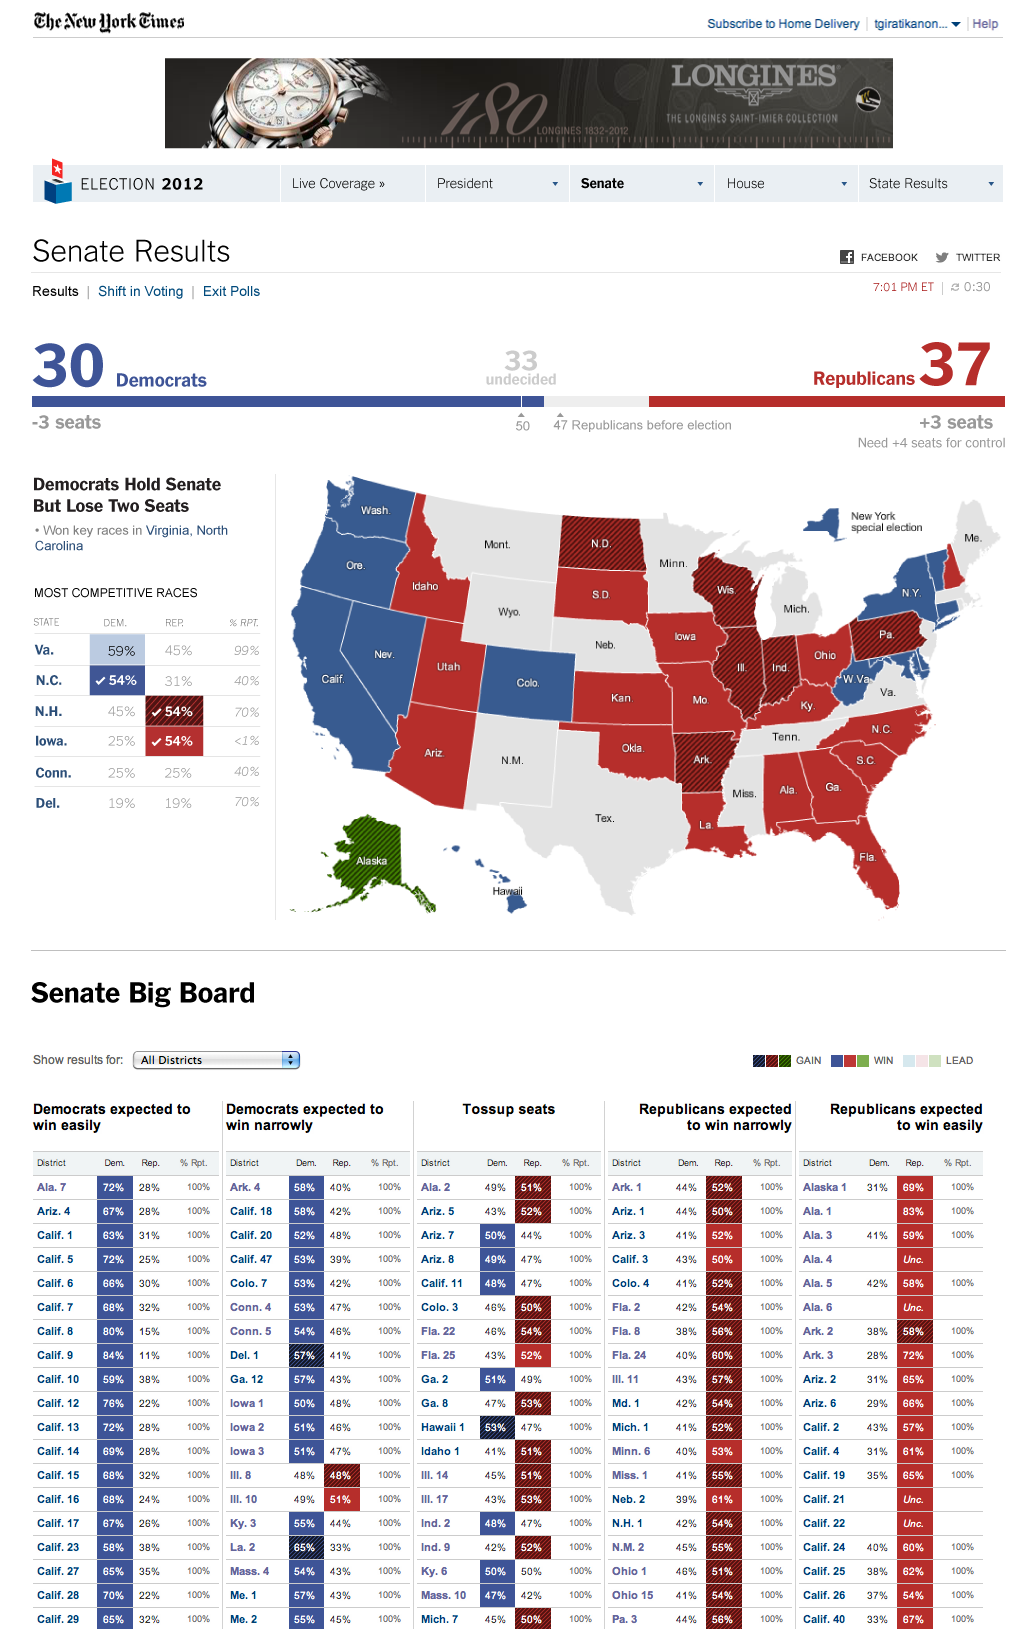 The New York Times
Subscribe to Home Delivery | tgiratikanon... | Help
LONGINES
180
LONGINES 1832-2012
THE LONGINES SAINT-IMIER COLLECTION
ELECTION 2012
Live Coverage »
President
Senate
House
State Results
Senate Results
FACEBOOK
TWITTER
Results | Shift in Voting | Exit Polls
7:01 PM ET | 0:30
30 Democrats
33
undecided
Republicans 37
-3 seats
50
47 Republicans before election
+3 seats
Need +4 seats for control
Democrats Hold Senate
But Lose Two Seats
• Won key races in Virginia, North
Carolina
MOST COMPETITIVE RACES
STATE DEM. REP. % RPT.
Va. 59% 45% 99%
N.C. ✓ 54% 31% 40%
N.H. 45% ✓ 54% 70%
Iowa. 25% ✓ 54% <1%
Conn. 25% 25% 40%
Del. 19% 19% 70%
New York
special election
Wash.
Ore.
Idaho
Mont.
N.D.
Minn.
Wis.
Mich.
N.Y.
Me.
S.D.
Wyo.
Nev.
Calif.
Utah
Colo.
Neb.
Iowa
Ill.
Ind.
Ohio
Pa.
W.Va.
Va.
Kan.
Mo.
Ky.
Ariz.
N.M.
Okla.
Ark.
Tenn.
N.C.
S.C.
Miss.
Ala.
Ga.
Tex.
La.
Fla.
Alaska
Hawaii
Senate Big Board
Show results for: All Districts
GAIN WIN LEAD
Democrats expected to
win easily
District Dem. Rep. % Rpt.
Ala. 7 72% 28% 100%
Ariz. 4 67% 28% 100%
Calif. 1 63% 31% 100%
Calif. 5 72% 25% 100%
Calif. 6 66% 30% 100%
Calif. 7 68% 32% 100%
Calif. 8 80% 15% 100%
Calif. 9 84% 11% 100%
Calif. 10 59% 38% 100%
Calif. 12 76% 22% 100%
Calif. 13 72% 28% 100%
Calif. 14 69% 28% 100%
Calif. 15 68% 32% 100%
Calif. 16 68% 24% 100%
Calif. 17 67% 26% 100%
Calif. 23 58% 38% 100%
Calif. 27 65% 35% 100%
Calif. 28 70% 22% 100%
Calif. 29 65% 32% 100%
Democrats expected to
win narrowly
District Dem. Rep. % Rpt.
Ark. 4 58% 40% 100%
Calif. 18 58% 42% 100%
Calif. 20 52% 48% 100%
Calif. 47 53% 39% 100%
Colo. 7 53% 42% 100%
Conn. 4 53% 47% 100%
Conn. 5 54% 46% 100%
Del. 1 57% 41% 100%
Ga. 12 57% 43% 100%
Iowa 1 50% 48% 100%
Iowa 2 51% 46% 100%
Iowa 3 51% 47% 100%
Ill. 8 48% 48% 100%
Ill. 10 49% 51% 100%
Ky. 3 55% 44% 100%
La. 2 65% 33% 100%
Mass. 4 54% 43% 100%
Me. 1 57% 43% 100%
Me. 2 55% 45% 100%
Tossup seats
District Dem. Rep. % Rpt.
Ala. 2 49% 51% 100%
Ariz. 5 43% 52% 100%
Ariz. 7 50% 44% 100%
Ariz. 8 49% 47% 100%
Calif. 11 48% 47% 100%
Colo. 3 46% 50% 100%
Fla. 22 46% 54% 100%
Fla. 25 43% 52% 100%
Ga. 2 51% 49% 100%
Ga. 8 47% 53% 100%
Hawaii 1 53% 47% 100%
Idaho 1 41% 51% 100%
Ill. 14 45% 51% 100%
Ill. 17 43% 53% 100%
Ind. 2 48% 47% 100%
Ind. 9 42% 52% 100%
Ky. 6 50% 50% 100%
Mass. 10 47% 42% 100%
Mich. 7 45% 50% 100%
Republicans expected
to win narrowly
District Dem. Rep. % Rpt.
Ark. 1 44% 52% 100%
Ariz. 1 44% 50% 100%
Ariz. 3 41% 52% 100%
Calif. 3 43% 50% 100%
Colo. 4 41% 52% 100%
Fla. 2 42% 54% 100%
Fla. 8 38% 56% 100%
Fla. 24 40% 60% 100%
Ill. 11 43% 57% 100%
Md. 1 42% 54% 100%
Mich. 1 41% 52% 100%
Minn. 6 40% 53% 100%
Miss. 1 41% 55% 100%
Neb. 2 39% 61% 100%
N.H. 1 42% 54% 100%
N.M. 2 45% 55% 100%
Ohio 1 46% 51% 100%
Ohio 15 41% 54% 100%
Pa. 3 44% 56% 100%
Republicans expected
to win easily
District Dem. Rep. % Rpt.
Alaska 1 31% 69% 100%
Ala. 1 83% 100%
Ala. 3 41% 59% 100%
Ala. 4 Unc.
Ala. 5 42% 58% 100%
Ala. 6 Unc.
Ark. 2 38% 58% 100%
Ark. 3 28% 72% 100%
Ariz. 2 31% 65% 100%
Ariz. 6 29% 66% 100%
Calif. 2 43% 57% 100%
Calif. 4 31% 61% 100%
Calif. 19 35% 65% 100%
Calif. 21 Unc.
Calif. 22 Unc.
Calif. 24 40% 60% 100%
Calif. 25 38% 62% 100%
Calif. 26 37% 54% 100%
Calif. 40 33% 67% 100%